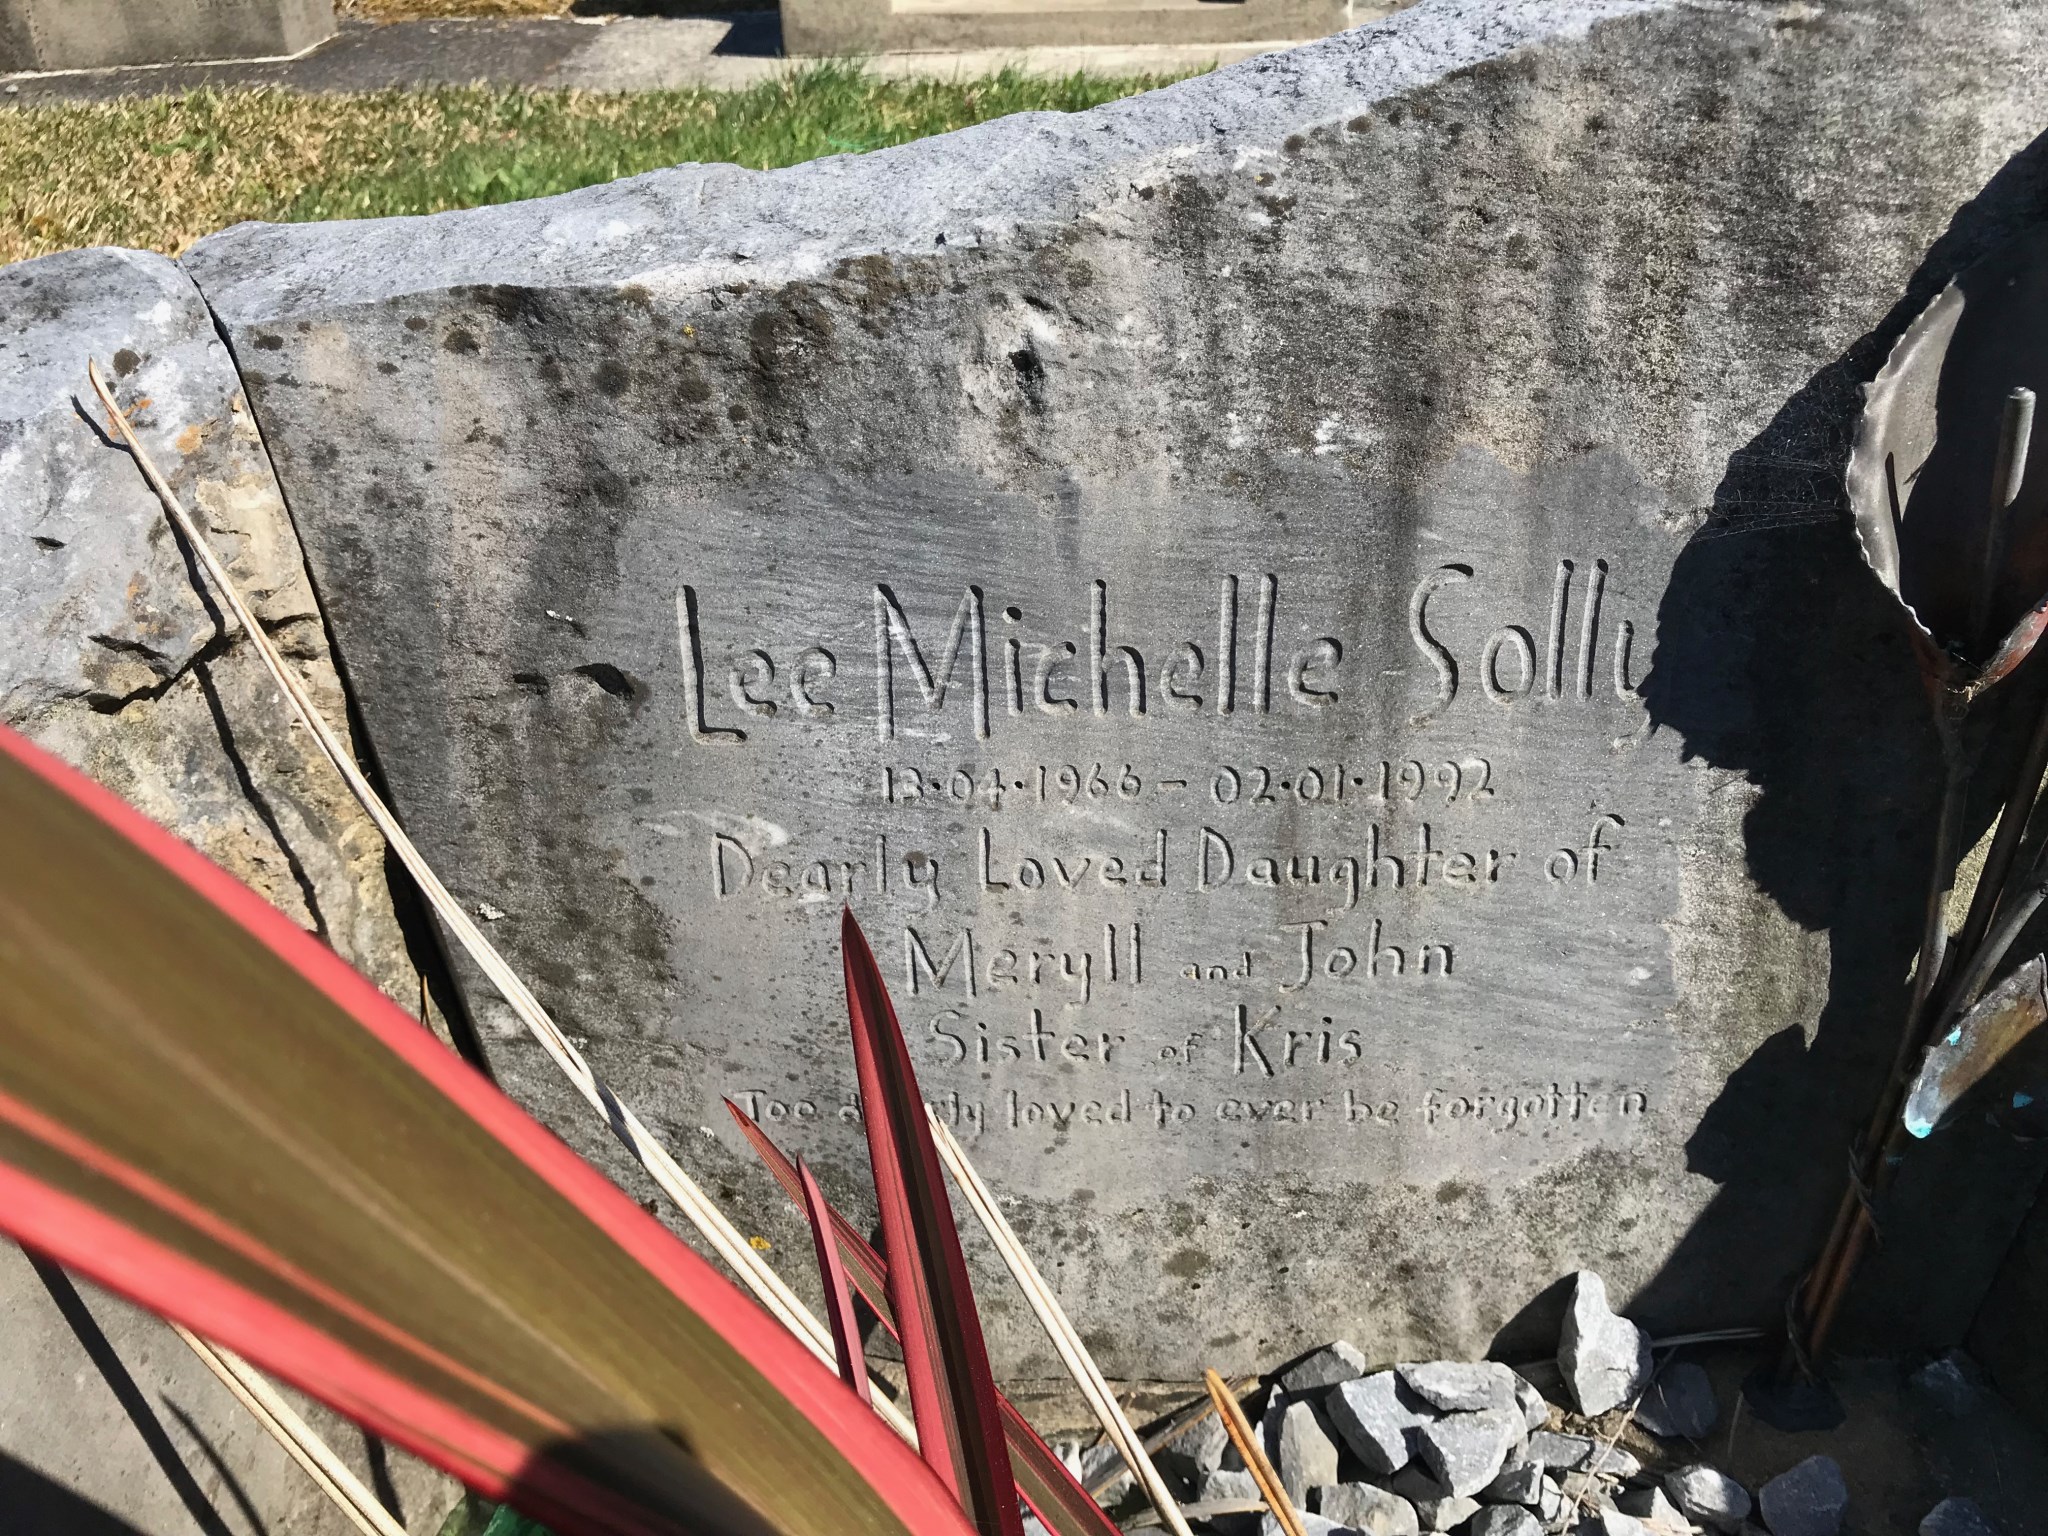 Lee Michelle Solly
13·04·1966 - 02·01·1992
Dearly Loved Daughter of
Meryll and John
Sister of Kris
Too loved to ever be forgotten